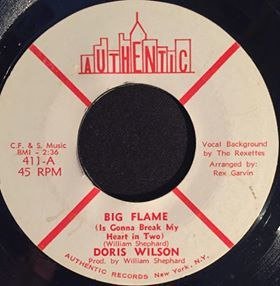 AUTHENTIC
C.F. & S. Music
BMI - 2:36
411-A
45 RPM
Vocal Background
by The Rexettes
Arranged by:
Rex Garvin
BIG FLAME
(Is Gonna Break My
Heart in Two)
(William Shephard)
DORIS WILSON
Prod. by William Shephard
AUTHENTIC RECORDS New York, N.Y.